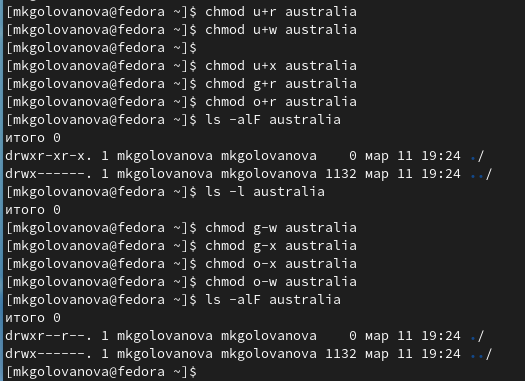 [mkgolovanova@fedora ~]$ chmod u+r australia
[mkgolovanova@fedora ~]$ chmod u+w australia
[mkgolovanova@fedora ~]$
[mkgolovanova@fedora ~]$ chmod u+x australia
[mkgolovanova@fedora ~]$ chmod g+r australia
[mkgolovanova@fedora ~]$ chmod o+r australia
[mkgolovanova@fedora ~]$ ls -alF australia
итого 0
drwxr-xr-x. 1 mkgolovanova mkgolovanova    0 мар 11 19:24 ./
drwx------. 1 mkgolovanova mkgolovanova 1132 мар 11 19:24 ../
[mkgolovanova@fedora ~]$ ls -l australia
итого 0
[mkgolovanova@fedora ~]$ chmod g-w australia
[mkgolovanova@fedora ~]$ chmod g-x australia
[mkgolovanova@fedora ~]$ chmod o-x australia
[mkgolovanova@fedora ~]$ chmod o-w australia
[mkgolovanova@fedora ~]$ ls -alF australia
итого 0
drwxr--r--. 1 mkgolovanova mkgolovanova    0 мар 11 19:24 ./
drwx------. 1 mkgolovanova mkgolovanova 1132 мар 11 19:24 ../
[mkgolovanova@fedora ~]$